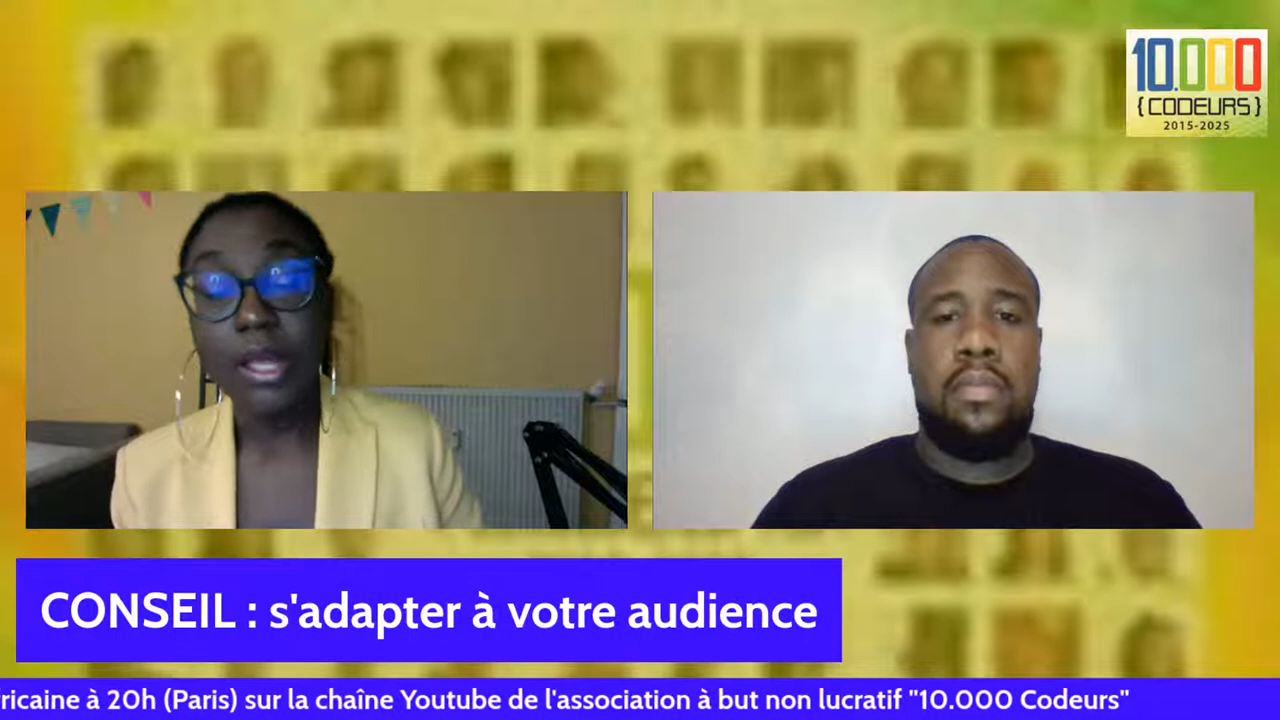 10.000
{CODEURS}
2015-2025
CONSEIL : s'adapter à votre audience
ricaine à 20h (Paris) sur la chaîne Youtube de l'association à but non lucratif "10.000 Codeurs"